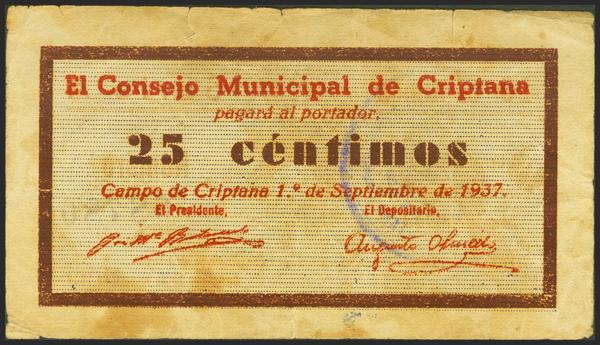 El Consejo Municipal de Criptana
pagará al portador,
25 céntimos
Campo de Criptana 1.º de Septiembre de 1937.
El Presidente, El Depositario,
Augusto